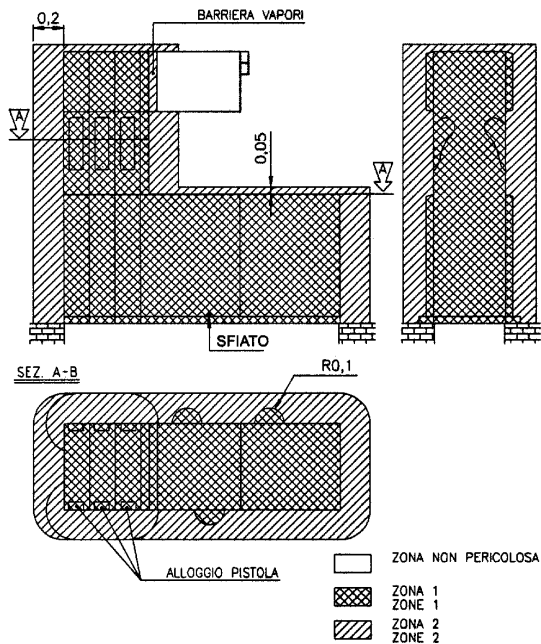 BARRIERA VAPORI
0,2
A
0,05
A
SFIATO
SEZ. A-B
R0,1
ALLOGGIO PISTOLA
ZONA NON PERICOLOSA
ZONA 1
ZONE 1
ZONA 2
ZONE 2